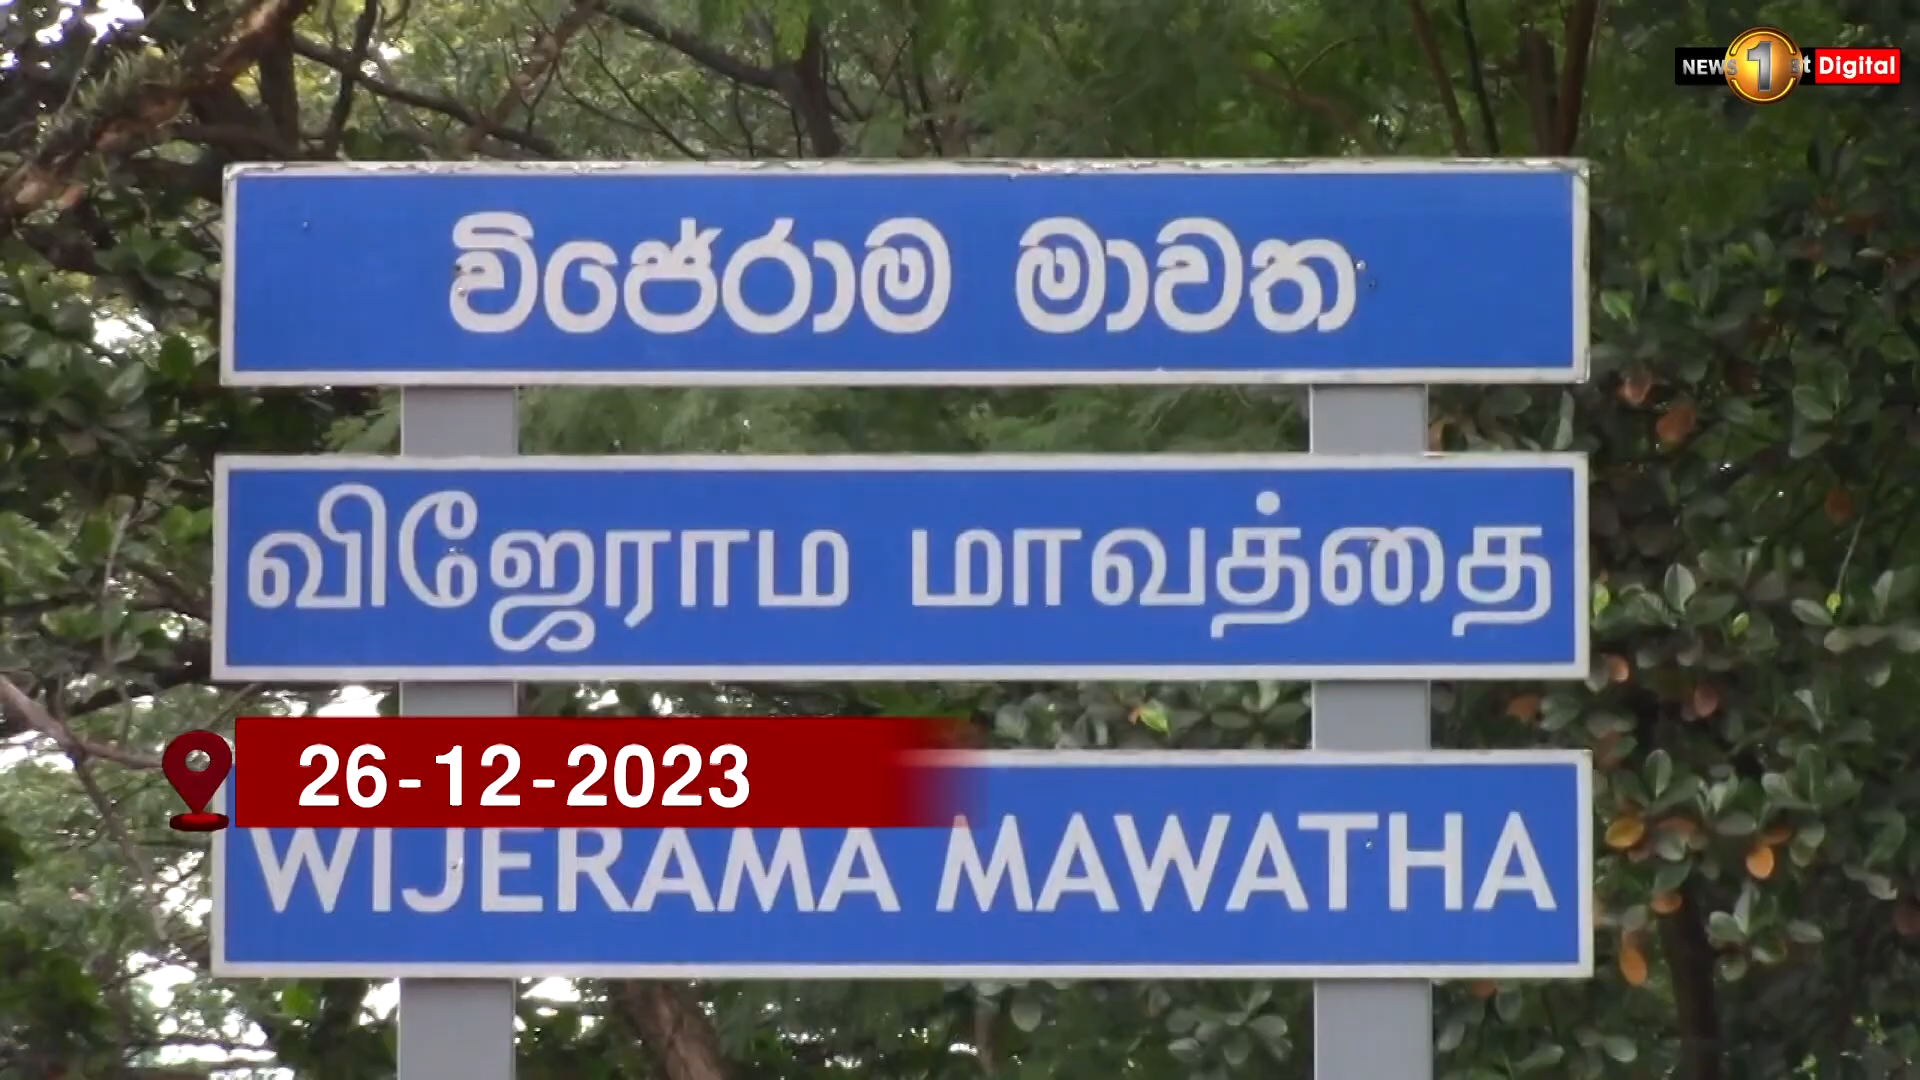 NEWS 1st Digital
විජේරාම මාවත
விஜேராம மாவத்தை
26-12-2023
WIJERAMA MAWATHA